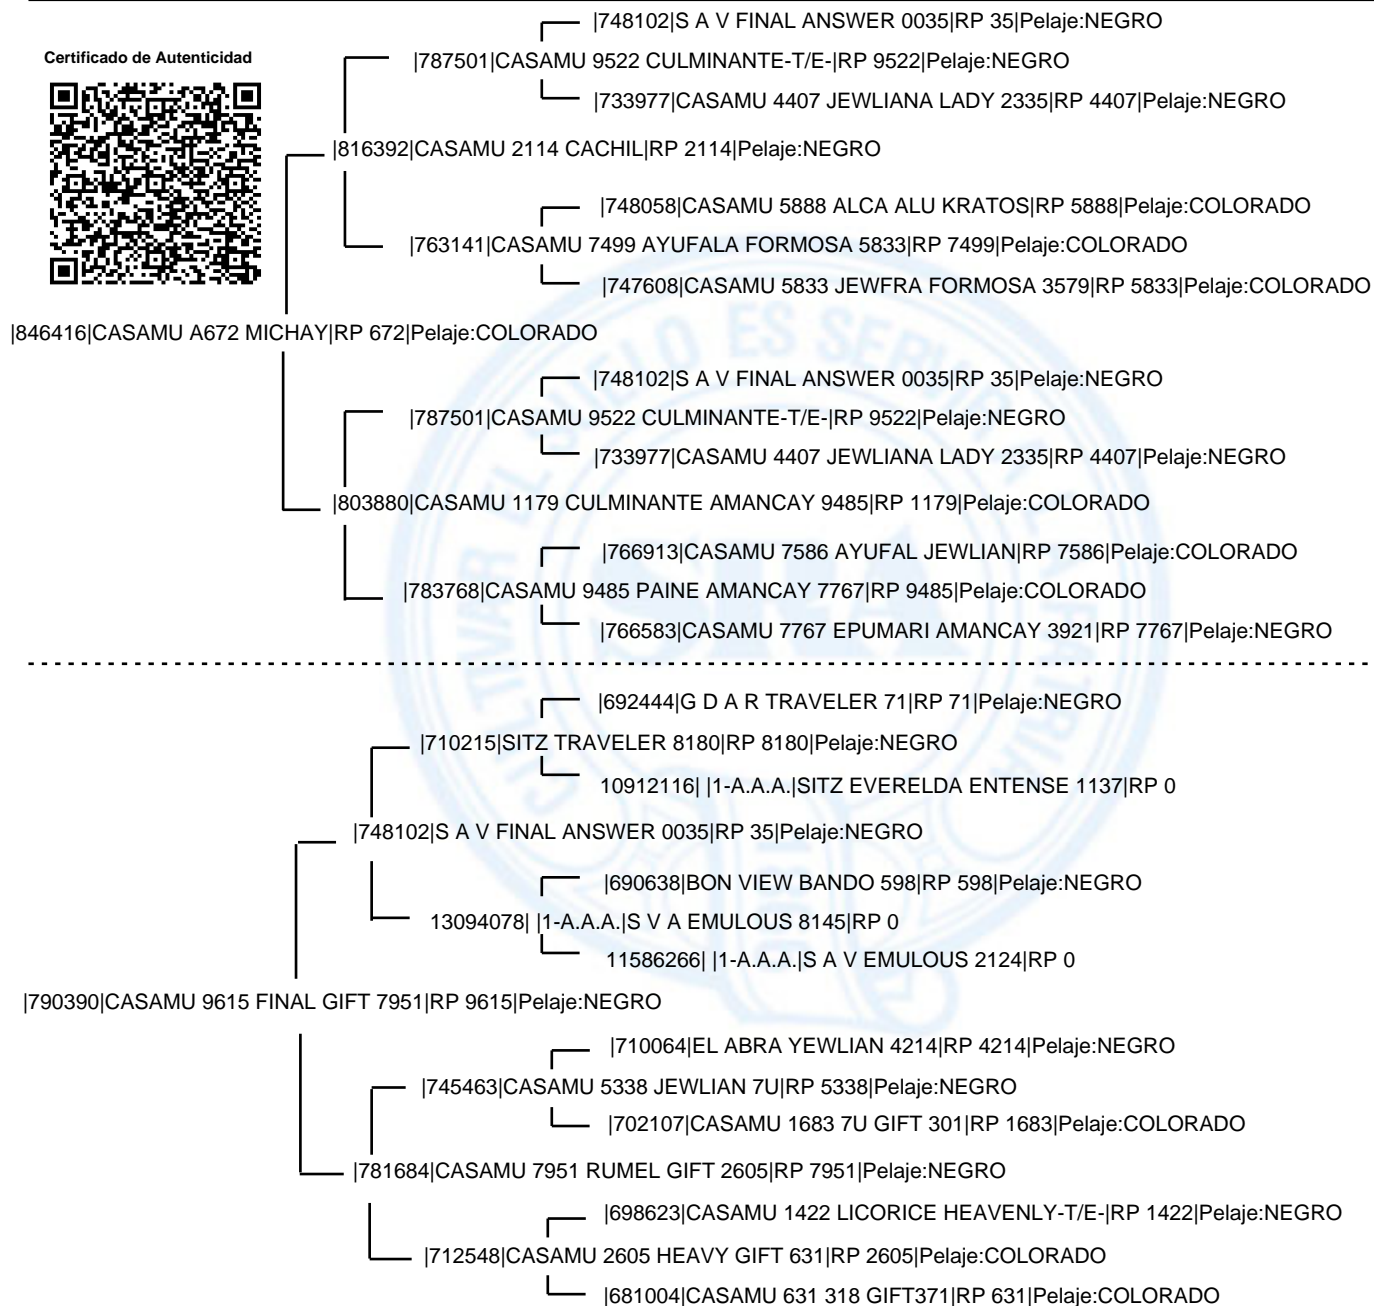 |748102|S A V FINAL ANSWER 0035|RP 35|Pelaje:NEGRO
Certificado de Autenticidad
|787501|CASAMU 9522 CULMINANTE-T/E-|RP 9522|Pelaje:NEGRO
|733977|CASAMU 4407 JEWLIANA LADY 2335|RP 4407|Pelaje:NEGRO
|816392|CASAMU 2114 CACHIL|RP 2114|Pelaje:NEGRO
|748058|CASAMU 5888 ALCA ALU KRATOS|RP 5888|Pelaje:COLORADO
|763141|CASAMU 7499 AYUFALA FORMOSA 5833|RP 7499|Pelaje:COLORADO
|747608|CASAMU 5833 JEWFRA FORMOSA 3579|RP 5833|Pelaje:COLORADO
|846416|CASAMU A672 MICHAY|RP 672|Pelaje:COLORADO
|748102|S A V FINAL ANSWER 0035|RP 35|Pelaje:NEGRO
|787501|CASAMU 9522 CULMINANTE-T/E-|RP 9522|Pelaje:NEGRO
|733977|CASAMU 4407 JEWLIANA LADY 2335|RP 4407|Pelaje:NEGRO
|803880|CASAMU 1179 CULMINANTE AMANCAY 9485|RP 1179|Pelaje:COLORADO
|766913|CASAMU 7586 AYUFAL JEWLIAN|RP 7586|Pelaje:COLORADO
|783768|CASAMU 9485 PAINE AMANCAY 7767|RP 9485|Pelaje:COLORADO
|766583|CASAMU 7767 EPUMARI AMANCAY 3921|RP 7767|Pelaje:NEGRO
|692444|G D A R TRAVELER 71|RP 71|Pelaje:NEGRO
|710215|SITZ TRAVELER 8180|RP 8180|Pelaje:NEGRO
10912116| |1-A.A.A.|SITZ EVERELDA ENTENSE 1137|RP 0
|748102|S A V FINAL ANSWER 0035|RP 35|Pelaje:NEGRO
|690638|BON VIEW BANDO 598|RP 598|Pelaje:NEGRO
13094078| |1-A.A.A.|S V A EMULOUS 8145|RP 0
11586266| |1-A.A.A.|S A V EMULOUS 2124|RP 0
|790390|CASAMU 9615 FINAL GIFT 7951|RP 9615|Pelaje:NEGRO
|710064|EL ABRA YEWLIAN 4214|RP 4214|Pelaje:NEGRO
|745463|CASAMU 5338 JEWLIAN 7U|RP 5338|Pelaje:NEGRO
|702107|CASAMU 1683 7U GIFT 301|RP 1683|Pelaje:COLORADO
|781684|CASAMU 7951 RUMEL GIFT 2605|RP 7951|Pelaje:NEGRO
|698623|CASAMU 1422 LICORICE HEAVENLY-T/E-|RP 1422|Pelaje:NEGRO
|712548|CASAMU 2605 HEAVY GIFT 631|RP 2605|Pelaje:COLORADO
|681004|CASAMU 631 318 GIFT371|RP 631|Pelaje:COLORADO
CULTIVAR EL SUELO ES SERVIR A LA PATRIA
SRA